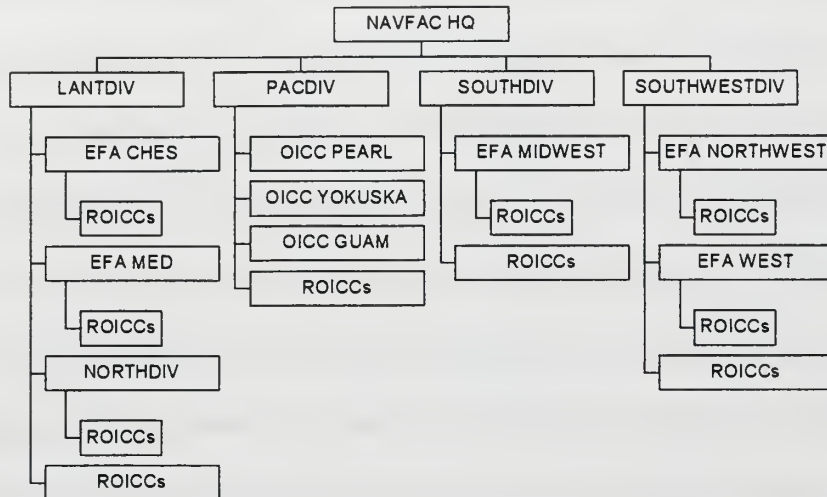 NAVFAC HQ
LANTDIV
EFA CHES
ROICCs
EFA MED
ROICCs
NORTHDIV
ROICCs
ROICCs
PACDIV
OICC PEARL
OICC YOKUSKA
OICC GUAM
ROICCs
SOUTHDIV
EFA MIDWEST
ROICCs
ROICCs
SOUTHWESTDIV
EFA NORTHWEST
ROICCs
EFA WEST
ROICCs
ROICCs